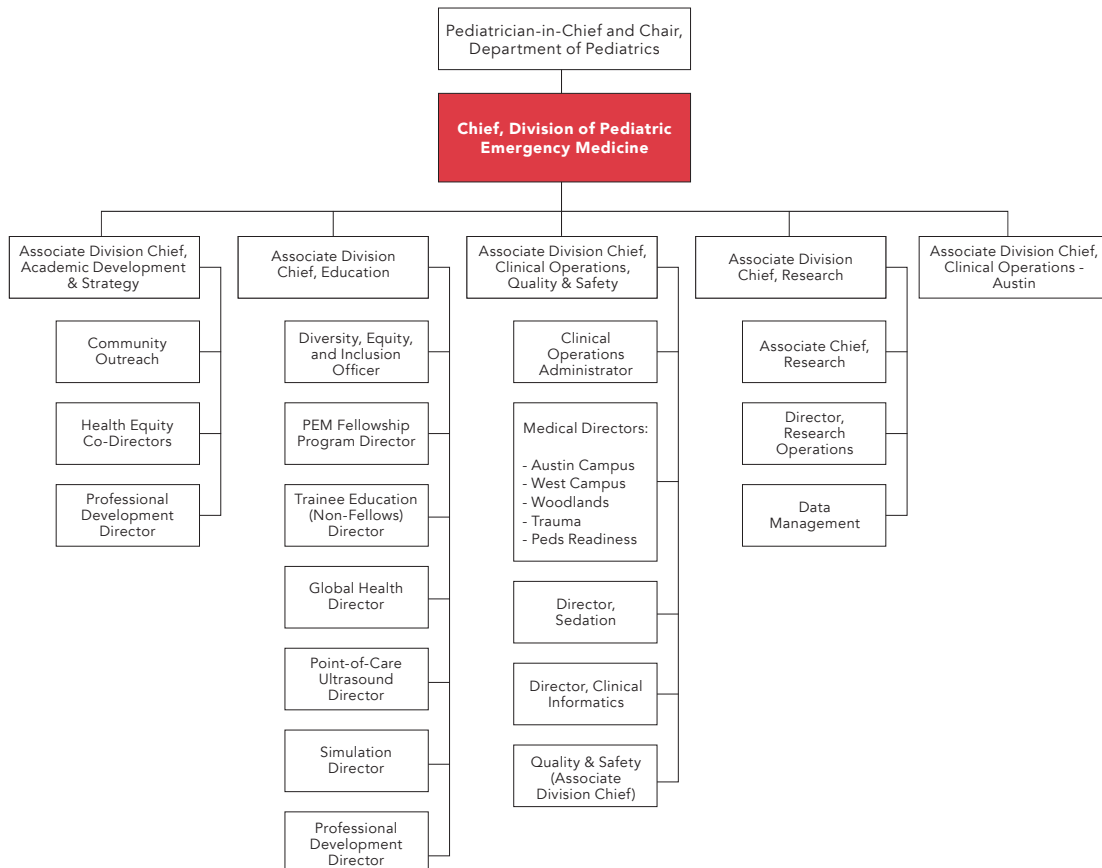 Pediatrician-in-Chief and Chair,
Department of Pediatrics
Chief, Division of Pediatric
Emergency Medicine
Associate Division Chief,
Academic Development
& Strategy
Community
Outreach
Health Equity
Co-Directors
Professional
Development
Director
Associate Division
Chief, Education
Diversity, Equity,
and Inclusion
Officer
PEM Fellowship
Program Director
Trainee Education
(Non-Fellows)
Director
Global Health
Director
Point-of-Care
Ultrasound
Director
Simulation
Director
Professional
Development
Director
Associate Division Chief,
Clinical Operations,
Quality & Safety
Clinical
Operations
Administrator
Medical Directors:
- Austin Campus
- West Campus
- Woodlands
- Trauma
- Peds Readiness
Director,
Sedation
Director, Clinical
Informatics
Quality & Safety
(Associate
Division Chief)
Associate Division
Chief, Research
Associate Chief,
Research
Director,
Research
Operations
Data
Management
Associate Division Chief,
Clinical Operations -
Austin